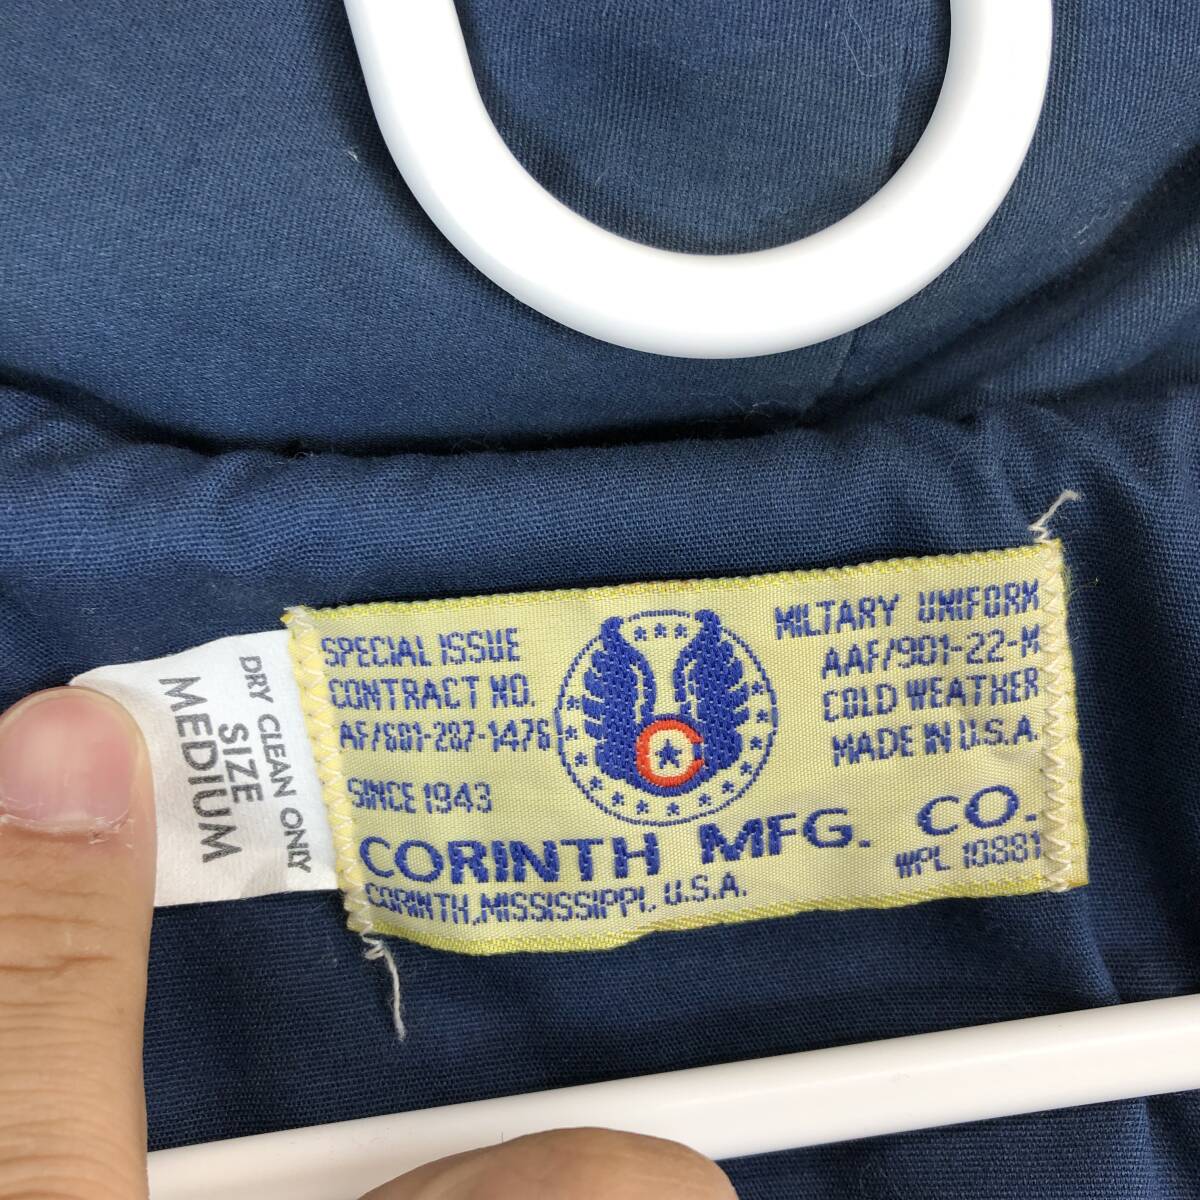 DRY CLEAN ONLY
SIZE
MEDIUM
SPECIAL ISSUE
CONTRACT NO.
AF/601-287-1476
SINCE 1943
MILTARY UNIFORM
AAF/901-22-M
COLD WEATHER
MADE IN U.S.A.
C
CORINTH MFG. CO.
CORINTH, MISSISSIPPI, U.S.A.
WPL 10881